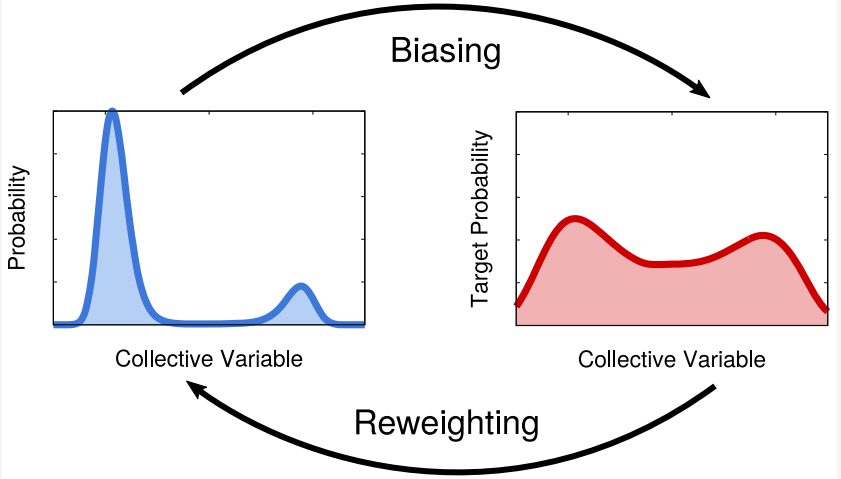 Biasing
Probability
Collective Variable
Target Probability
Collective Variable
Reweighting